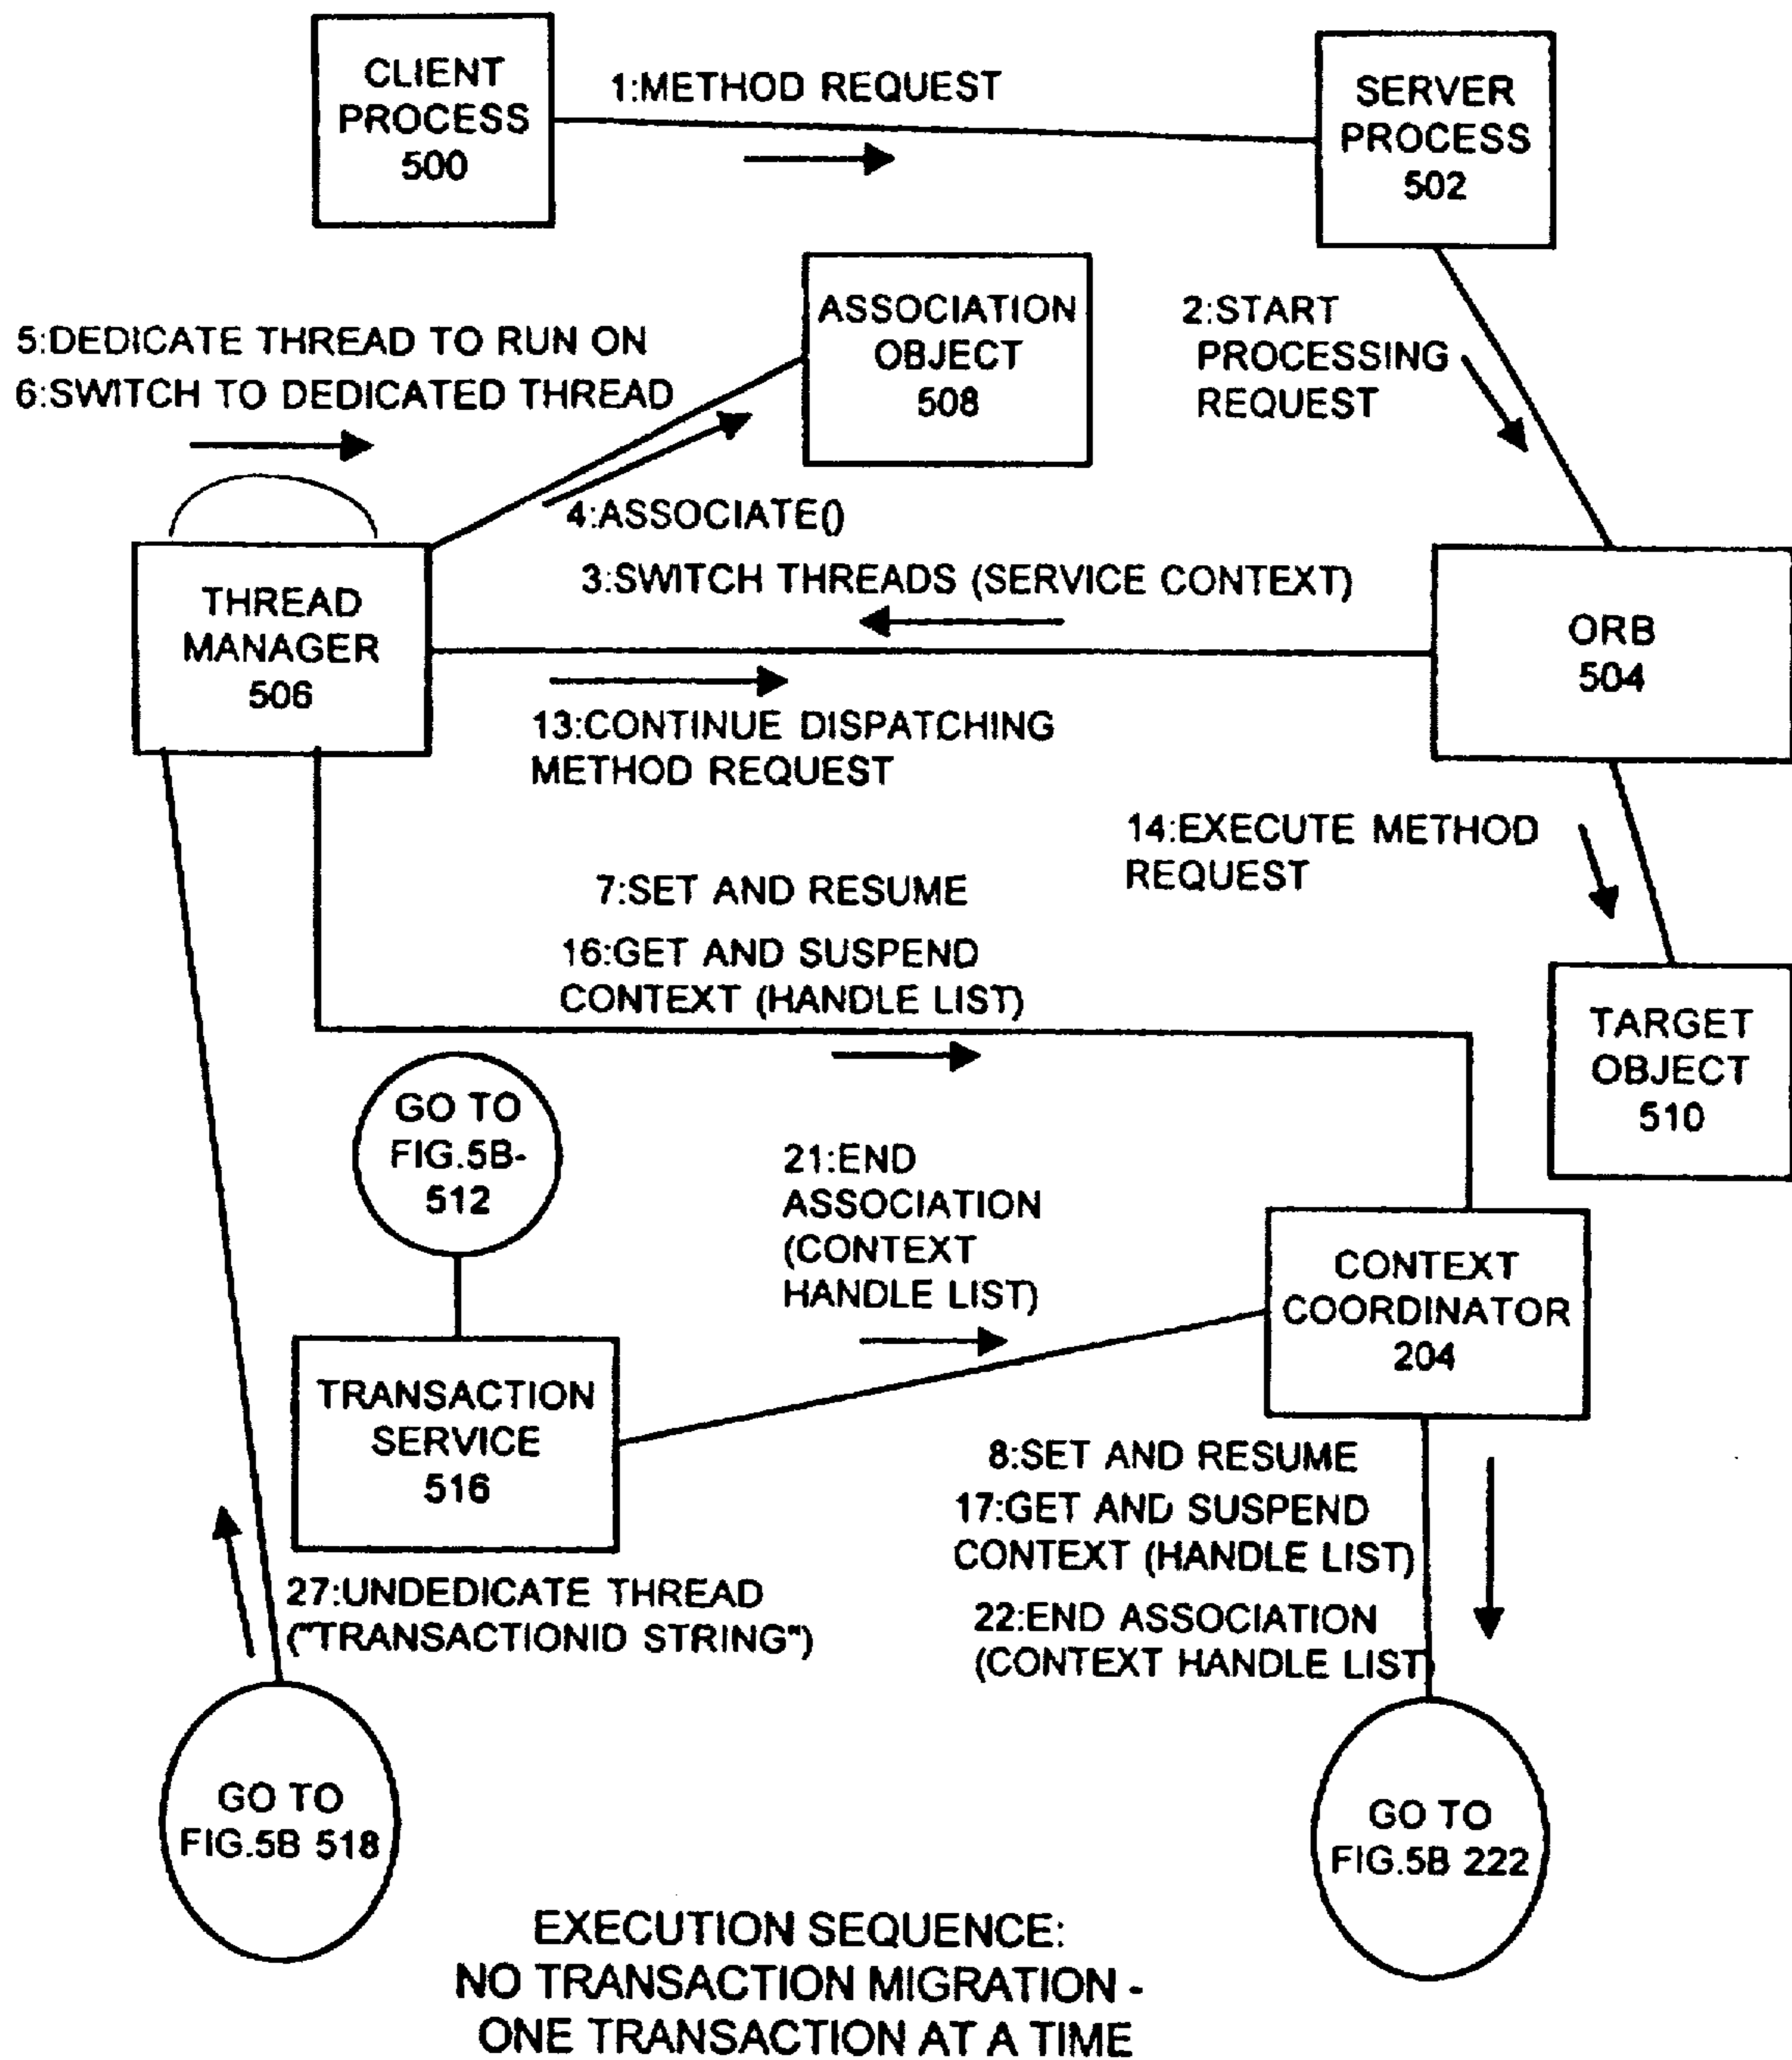 CLIENT
PROCESS
500
1:METHOD REQUEST
SERVER
PROCESS
502
ASSOCIATION
OBJECT
508
2:START
PROCESSING
REQUEST
5:DEDICATE THREAD TO RUN ON
6:SWITCH TO DEDICATED THREAD
4:ASSOCIATE()
3:SWITCH THREADS (SERVICE CONTEXT)
THREAD
MANAGER
506
ORB
504
13:CONTINUE DISPATCHING
METHOD REQUEST
14:EXECUTE METHOD
REQUEST
7:SET AND RESUME
16:GET AND SUSPEND
CONTEXT (HANDLE LIST)
TARGET
OBJECT
510
GO TO
FIG.5B-
512
21:END
ASSOCIATION
(CONTEXT
HANDLE LIST)
CONTEXT
COORDINATOR
204
TRANSACTION
SERVICE
516
8:SET AND RESUME
17:GET AND SUSPEND
CONTEXT (HANDLE LIST)
22:END ASSOCIATION
(CONTEXT HANDLE LIST)
27:UNDEDICATE THREAD
("TRANSACTIONID STRING")
GO TO
FIG.5B 518
GO TO
FIG.5B 222
EXECUTION SEQUENCE:
NO TRANSACTION MIGRATION -
ONE TRANSACTION AT A TIME